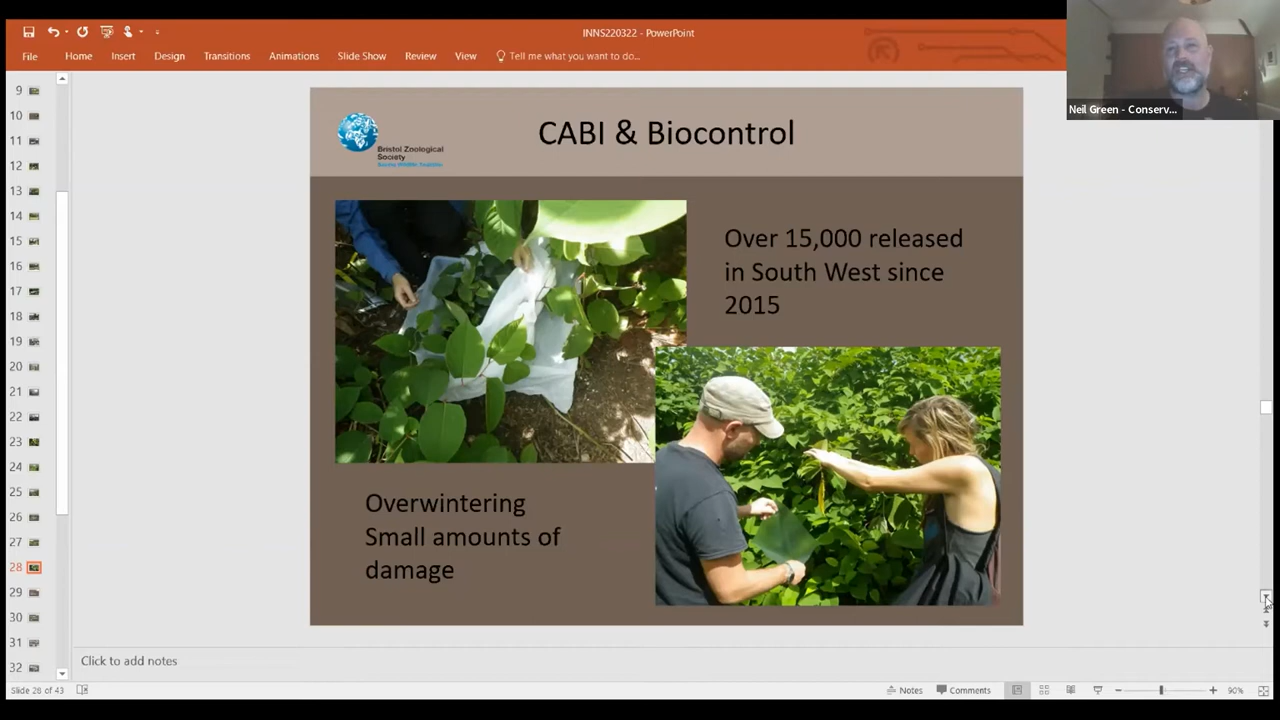 INNS220322 - PowerPoint
File Home Insert Design Transitions Animations Slide Show Review View Tell me what you want to do...
Neil Green - Conserv...
9
10
11
12
13
14
15
16
17
18
19
20
21
22
23
24
25
26
27
28
29
30
31
32
CABI & Biocontrol
Bristol Zoological
Society
Over 15,000 released
in South West since
2015
Overwintering
Small amounts of
damage
Click to add notes
Slide 28 of 43 Notes Comments 90%